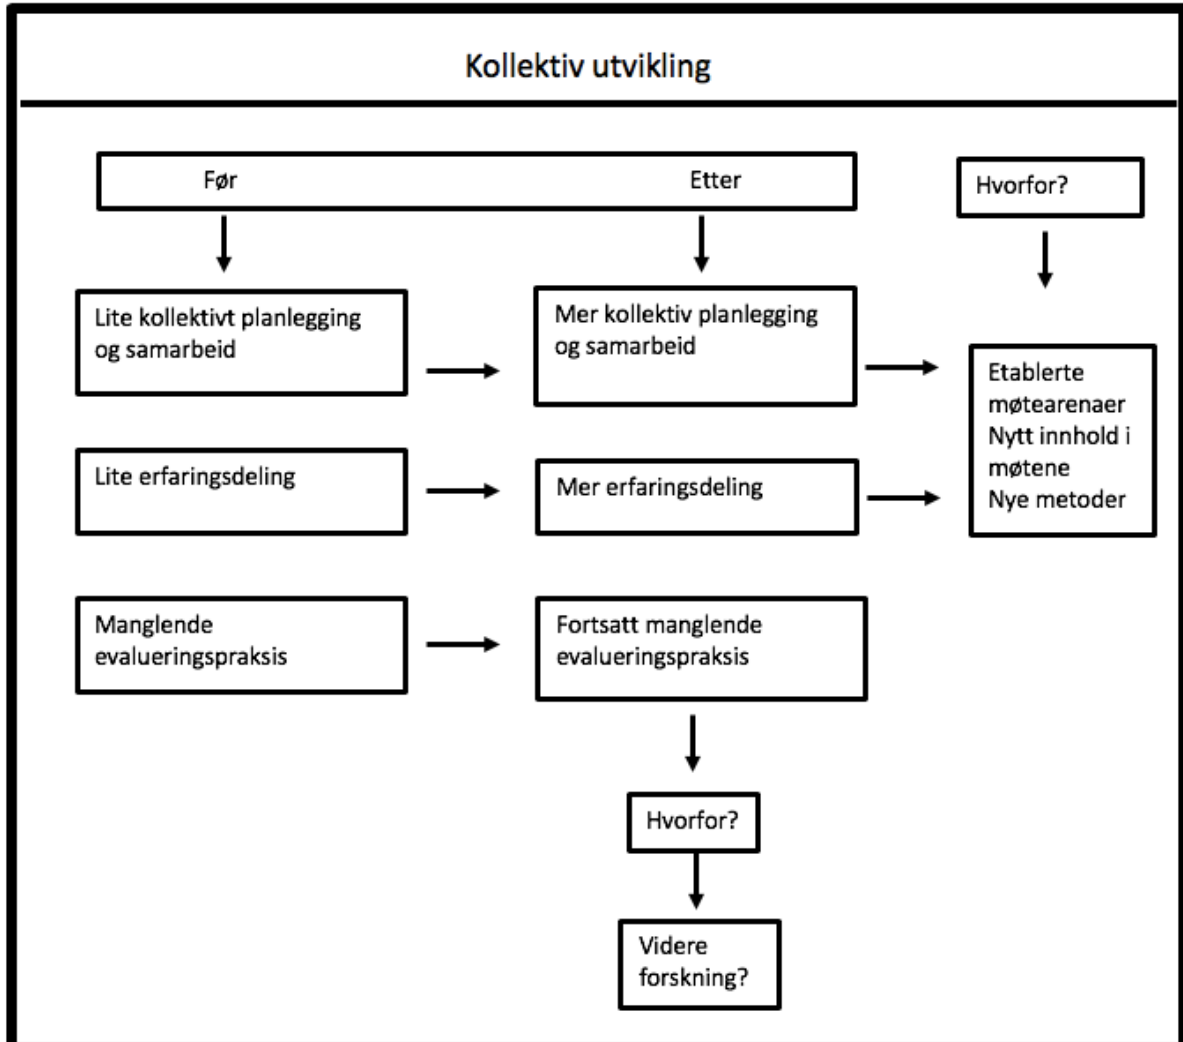 Kollektiv utvikling
Før
Etter
Hvorfor?
Lite kollektivt planlegging
og samarbeid
Mer kollektiv planlegging
og samarbeid
Etablerte
møtearenaer
Nytt innhold i
møtene
Nye metoder
Lite erfaringsdeling
Mer erfaringsdeling
Manglende
evalueringspraksis
Fortsatt manglende
evalueringspraksis
Hvorfor?
Videre
forskning?